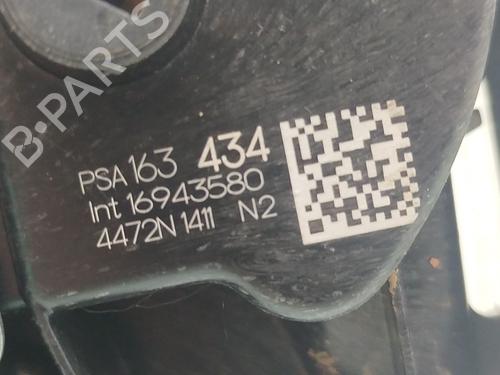 B·PARTS
PSA 163 434
Int 16943580
4472N 1411 N2